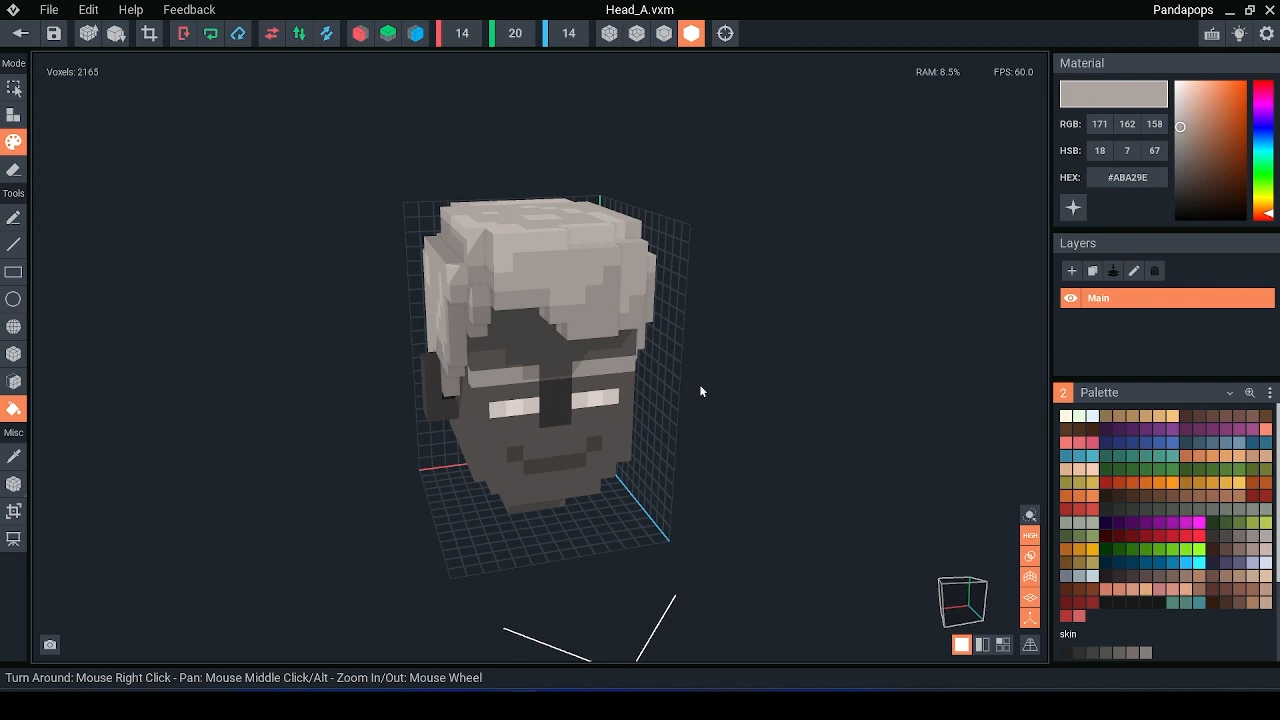 File Edit Help Feedback Head_A.vxm Pandapops
14 20 14
Mode
Voxels: 2165 RAM: 8.5% FPS: 60.0
Material
RGB: 171 162 158
HSB: 18 7 67
HEX: #ABA29E
Tools
Layers
Main
2 Palette
Misc
HIGH
skin
Turn Around: Mouse Right Click - Pan: Mouse Middle Click/Alt - Zoom In/Out: Mouse Wheel